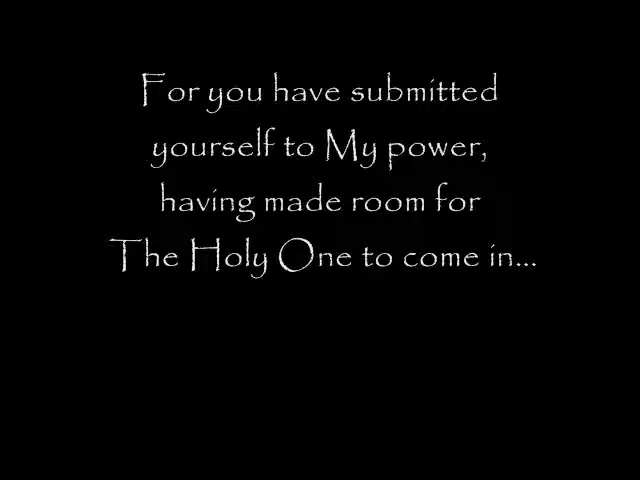 For you have submitted
yourself to My power,
having made room for
The Holy One to come in...